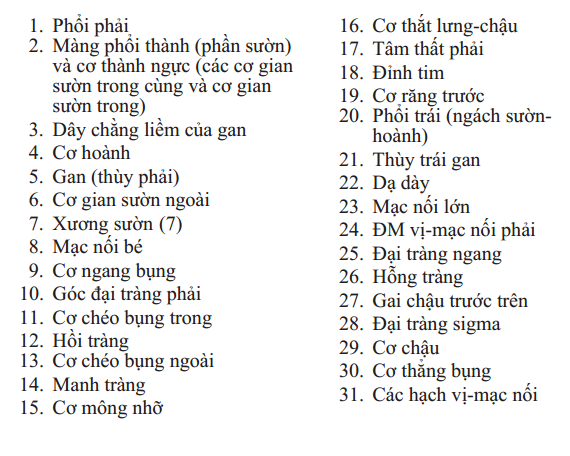 1. Phổi phải
2. Màng phổi thành (phần sườn)
và cơ thành ngực (các cơ gian
sườn trong cùng và cơ gian
sườn trong)
3. Dây chằng liềm của gan
4. Cơ hoành
5. Gan (thùy phải)
6. Cơ gian sườn ngoài
7. Xương sườn (7)
8. Mạc nối bé
9. Cơ ngang bụng
10. Góc đại tràng phải
11. Cơ chéo bụng trong
12. Hồi tràng
13. Cơ chéo bụng ngoài
14. Manh tràng
15. Cơ mông nhỡ
16. Cơ thắt lưng-chậu
17. Tâm thất phải
18. Đỉnh tim
19. Cơ răng trước
20. Phổi trái (ngách sườn-
hoành)
21. Thùy trái gan
22. Dạ dày
23. Mạc nối lớn
24. ĐM vị-mạc nối phải
25. Đại tràng ngang
26. Hỗng tràng
27. Gai chậu trước trên
28. Đại tràng sigma
29. Cơ chậu
30. Cơ thẳng bụng
31. Các hạch vị-mạc nối